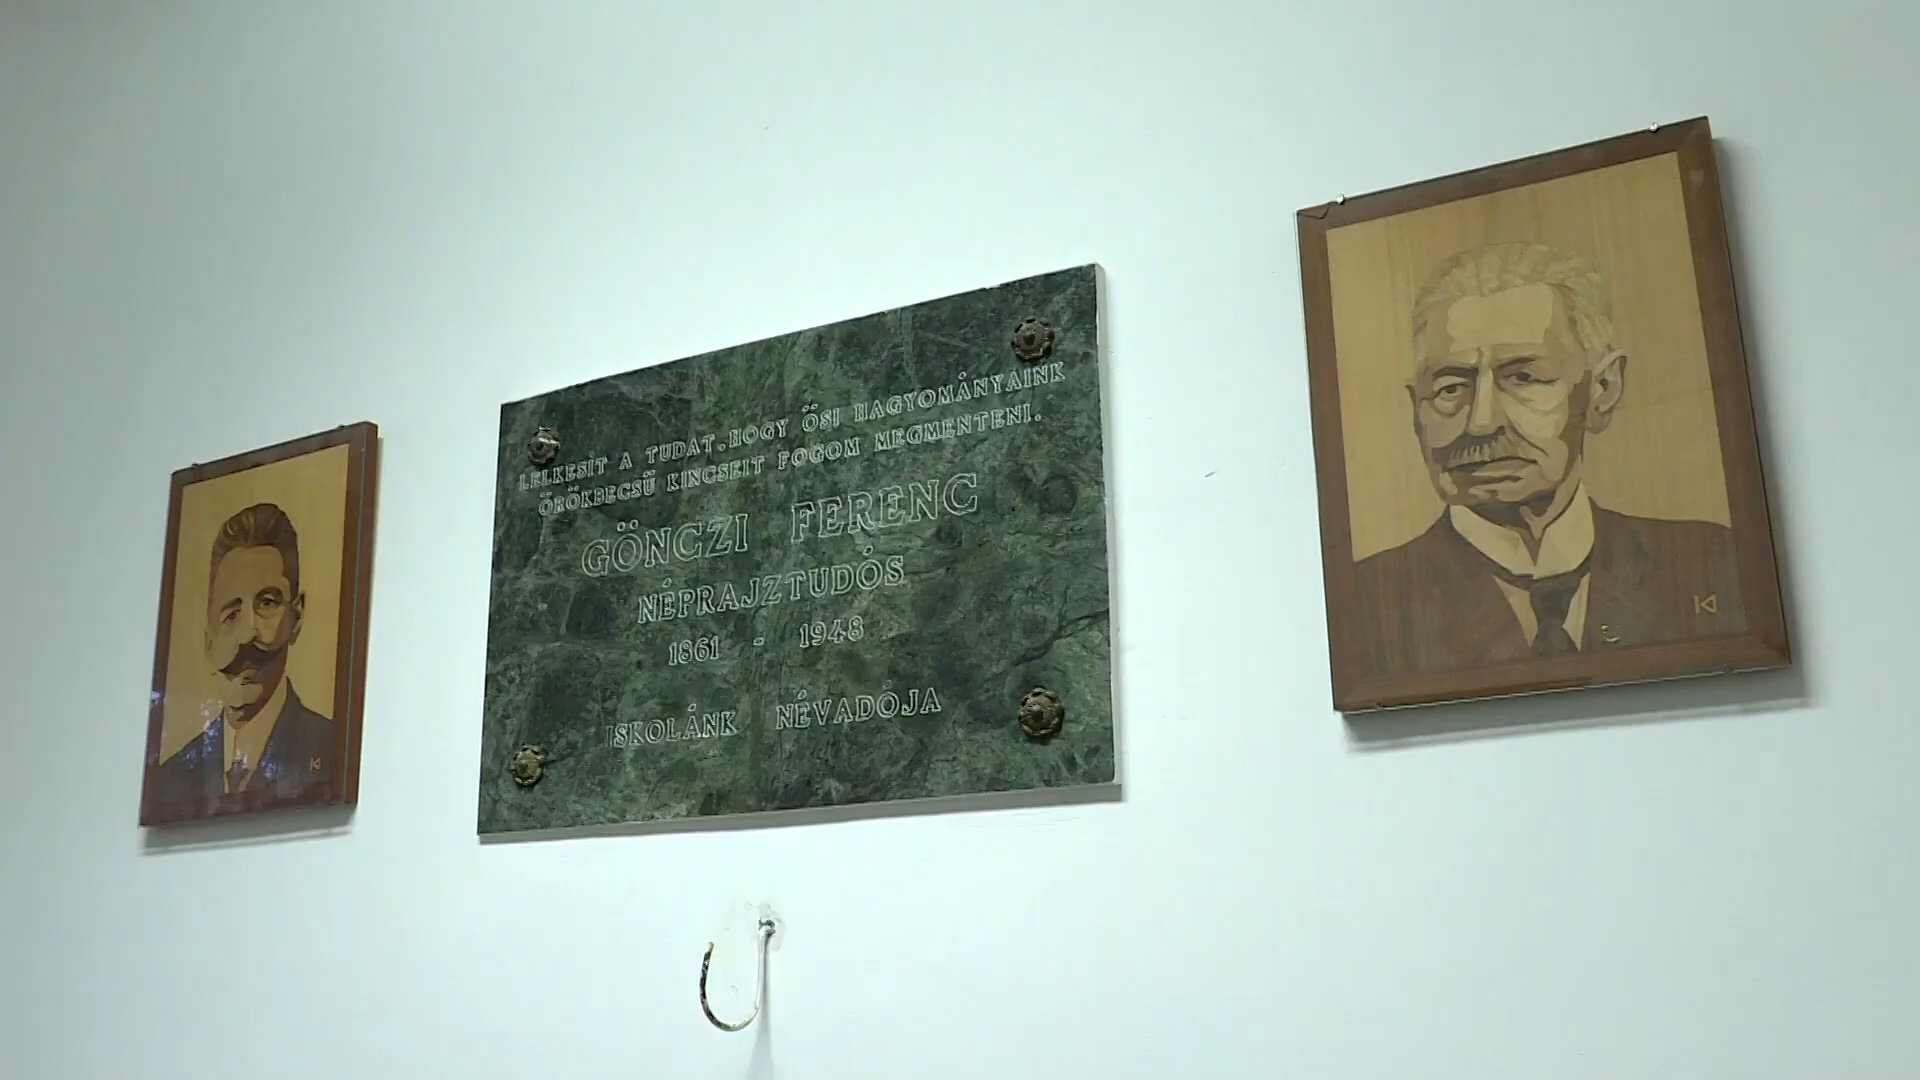 LELKESÍT A TUDAT, HOGY ŐSI HAGYOMÁNYAINK
ÖRÖKBECSŰ KINCSEIT FOGOM MEGMENTENI.
GÖNCZI FERENC
NÉPRAJZTUDÓS
1861 - 1948
ISKOLÁNK NÉVADÓJA